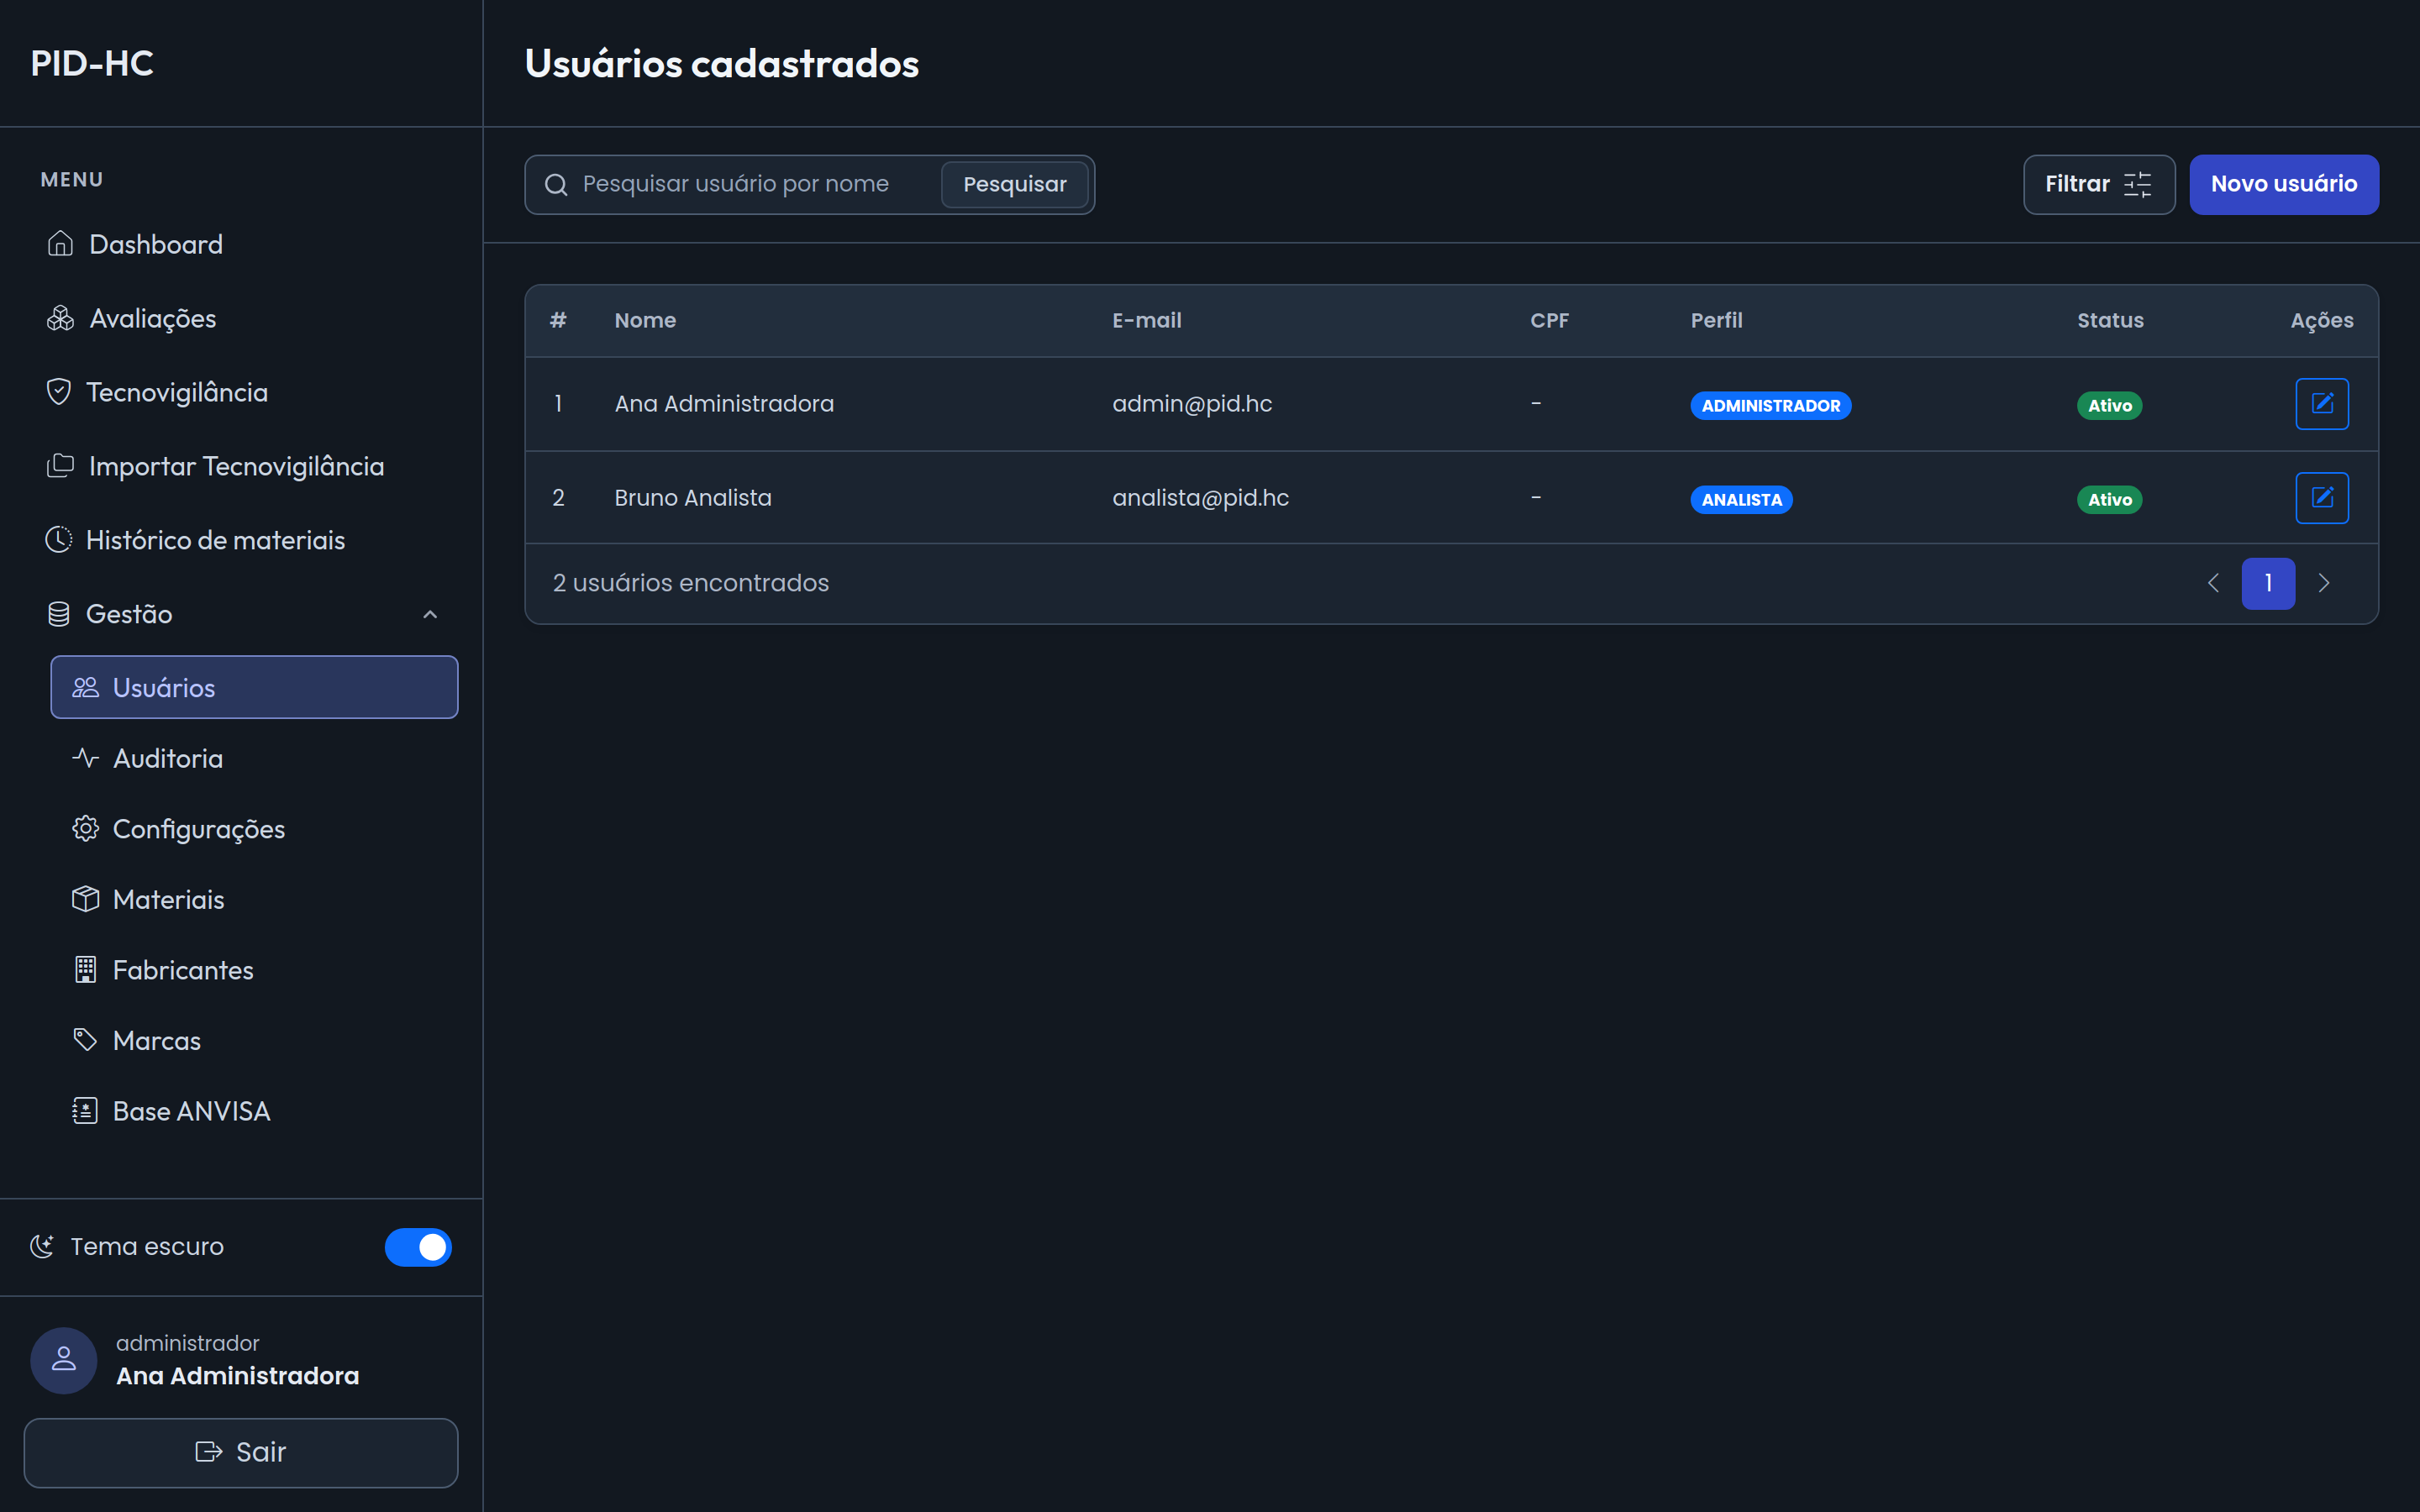 PID-HC
MENU
Dashboard
Avaliações
Tecnovigilância
Importar Tecnovigilância
Histórico de materiais
Gestão
Usuários
Auditoria
Configurações
Materiais
Fabricantes
Marcas
Base ANVISA
Tema escuro
administrador
Ana Administradora
Sair
Usuários cadastrados
Pesquisar usuário por nome Pesquisar Filtrar Novo usuário
# Nome E-mail CPF Perfil Status Ações
1 Ana Administradora admin@pid.hc - ADMINISTRADOR Ativo
2 Bruno Analista analista@pid.hc - ANALISTA Ativo
2 usuários encontrados 1